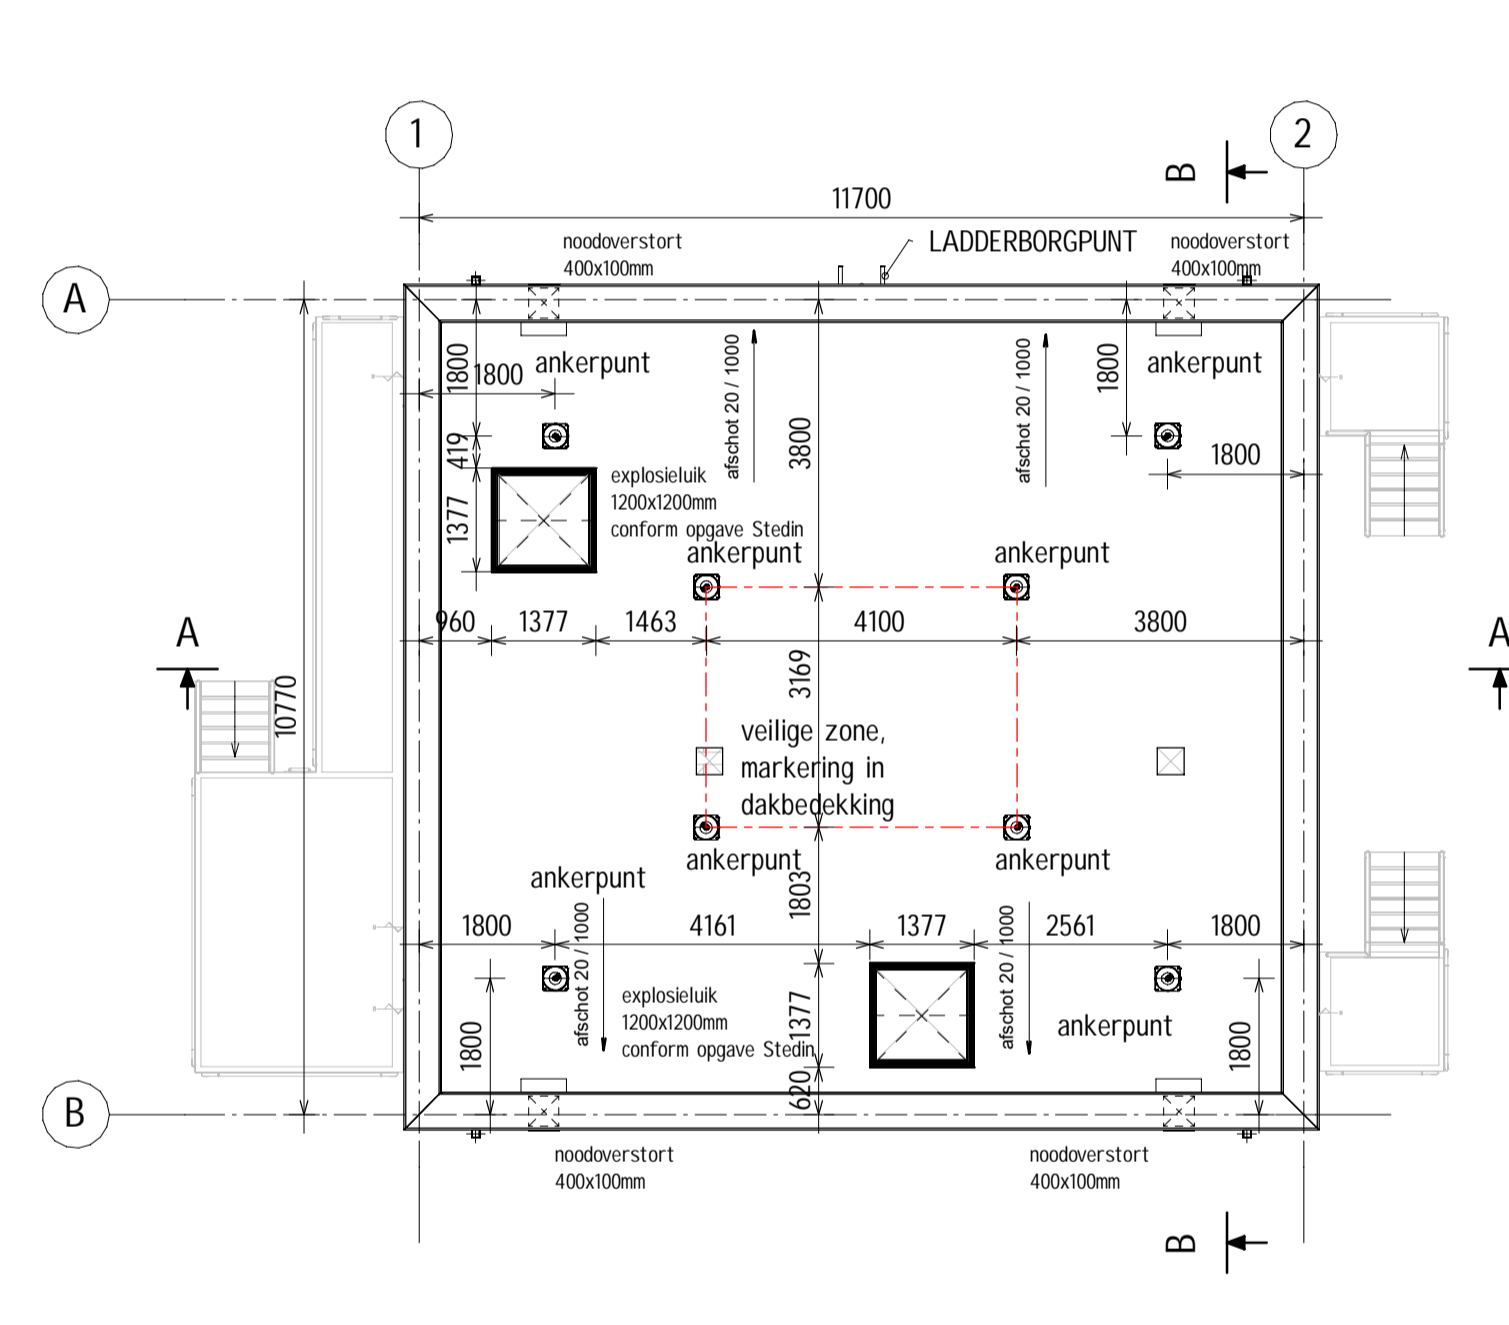 1
2
B
11700
noodoverstort
400x100mm
LADDERBORGPUNT
noodoverstort
400x100mm
A
1800
1800
ankerpunt
afschot 20 / 1000
3800
afschot 20 / 1000
1800
ankerpunt
419
1800
1377
explosieluik
1200x1200mm
conform opgave Stedin
ankerpunt
ankerpunt
960
1377
1463
4100
3800
A
A
3169
10770
veilige zone,
markering in
dakbedekking
ankerpunt
ankerpunt
ankerpunt
1803
1800
4161
1377
2561
1800
afschot 20 / 1000
afschot 20 / 1000
explosieluik
1200x1200mm
conform opgave Stedin
1377
ankerpunt
1800
1800
620
B
noodoverstort
400x100mm
noodoverstort
400x100mm
B